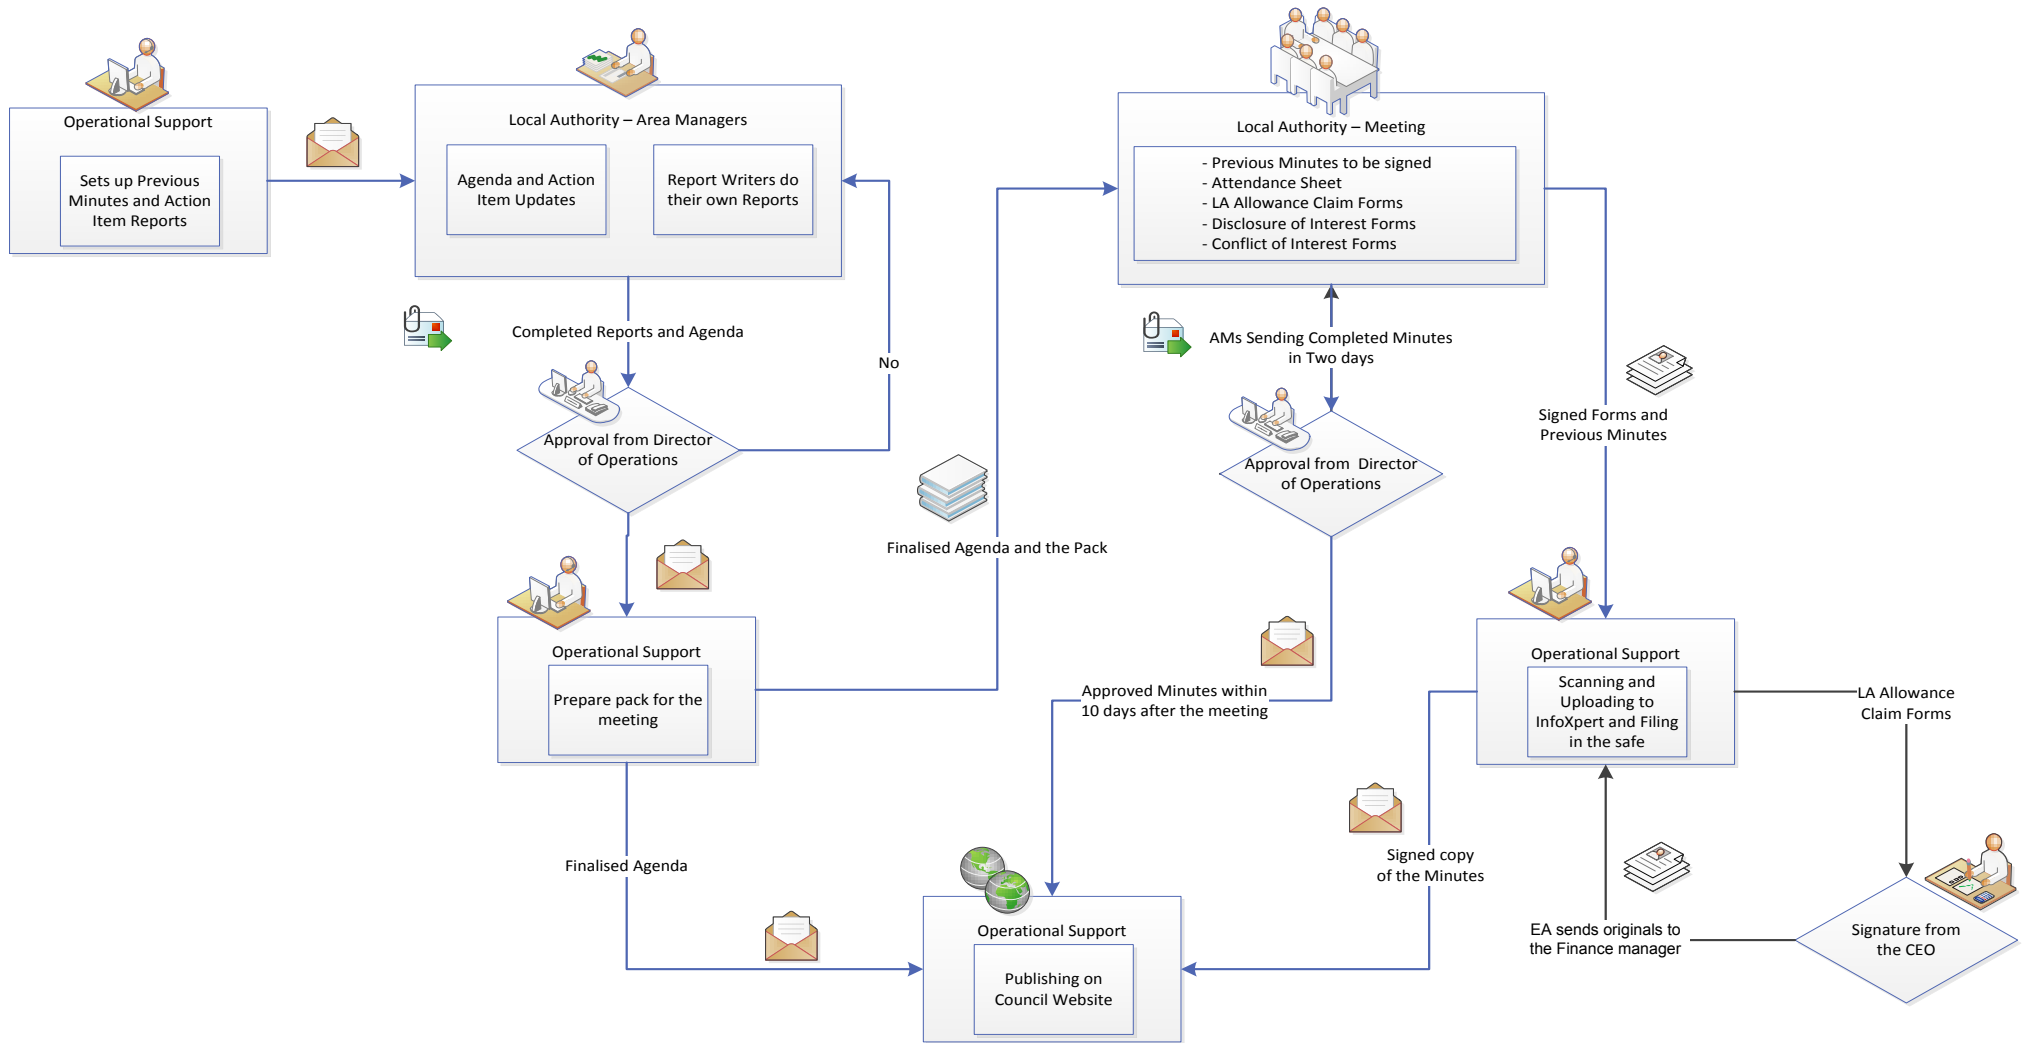 Operational Support
Sets up Previous
Minutes and Action
Item Reports
Local Authority – Area Managers
Agenda and Action
Item Updates
Report Writers do
their own Reports
Completed Reports and Agenda
No
Approval from Director
of Operations
Operational Support
Prepare pack for the
meeting
Finalised Agenda and the Pack
Finalised Agenda
Local Authority – Meeting
- Previous Minutes to be signed
- Attendance Sheet
- LA Allowance Claim Forms
- Disclosure of Interest Forms
- Conflict of Interest Forms
AMs Sending Completed Minutes
in Two days
Approval from Director
of Operations
Approved Minutes within
10 days after the meeting
Signed Forms and
Previous Minutes
Operational Support
Scanning and
Uploading to
InfoXpert and Filing
in the safe
LA Allowance
Claim Forms
Signature from
the CEO
EA sends originals to
the Finance manager
Signed copy
of the Minutes
Operational Support
Publishing on
Council Website